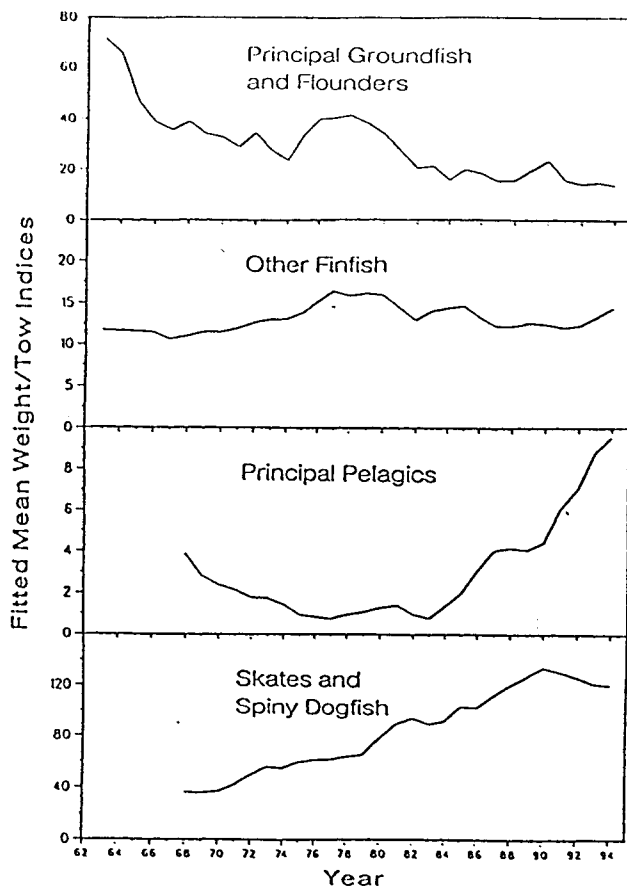 80
Principal Groundfish
and Flounders
60
40
20
0
Other Finfish
20
15
10
5
0
Principal Pelagics
8
6
4
2
0
Skates and
Spiny Dogfish
120
80
40
0
62 64 66 68 70 72 74 76 78 80 82 84 86 88 90 92 94
Year
Fitted Mean Weight/Tow Indices